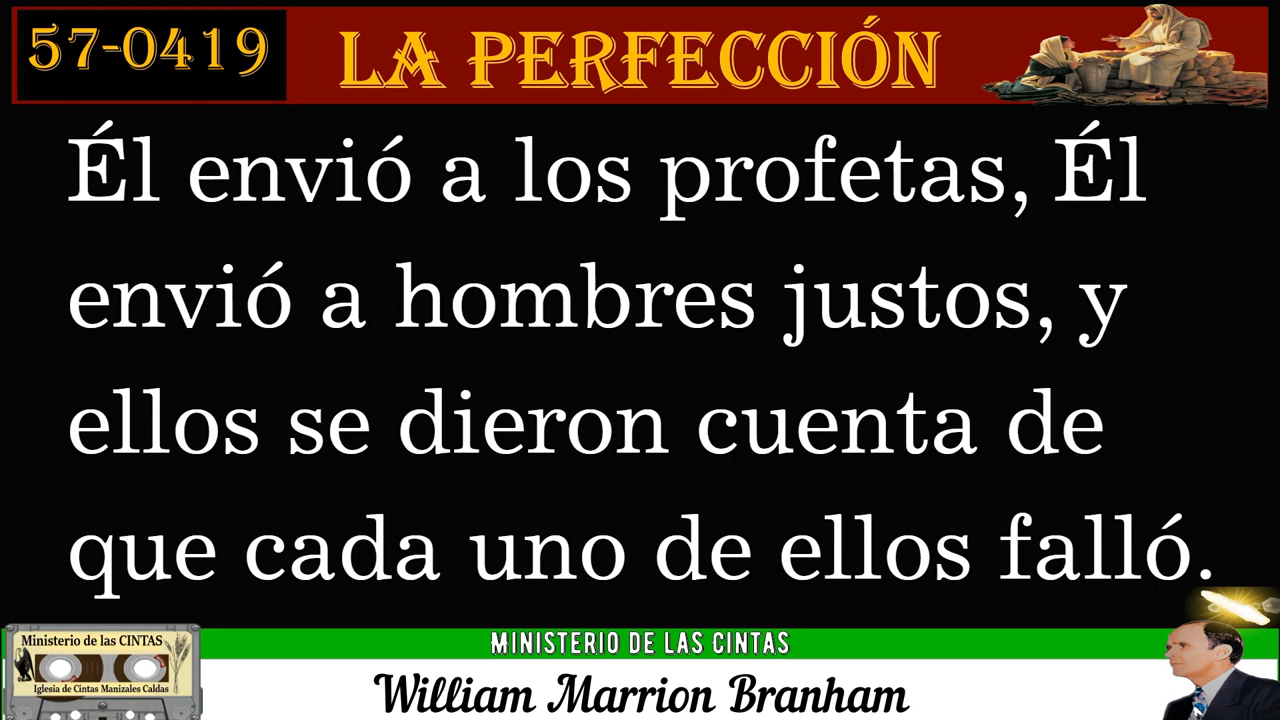 57-0419
LA PERFECCIÓN
Él envió a los profetas, Él
envió a hombres justos, y
ellos se dieron cuenta de
que cada uno de ellos falló.
MINISTERIO DE LAS CINTAS
Ministerio de las CINTAS
Iglesia de Cintas Manizales Caldas
William Marrion Branham